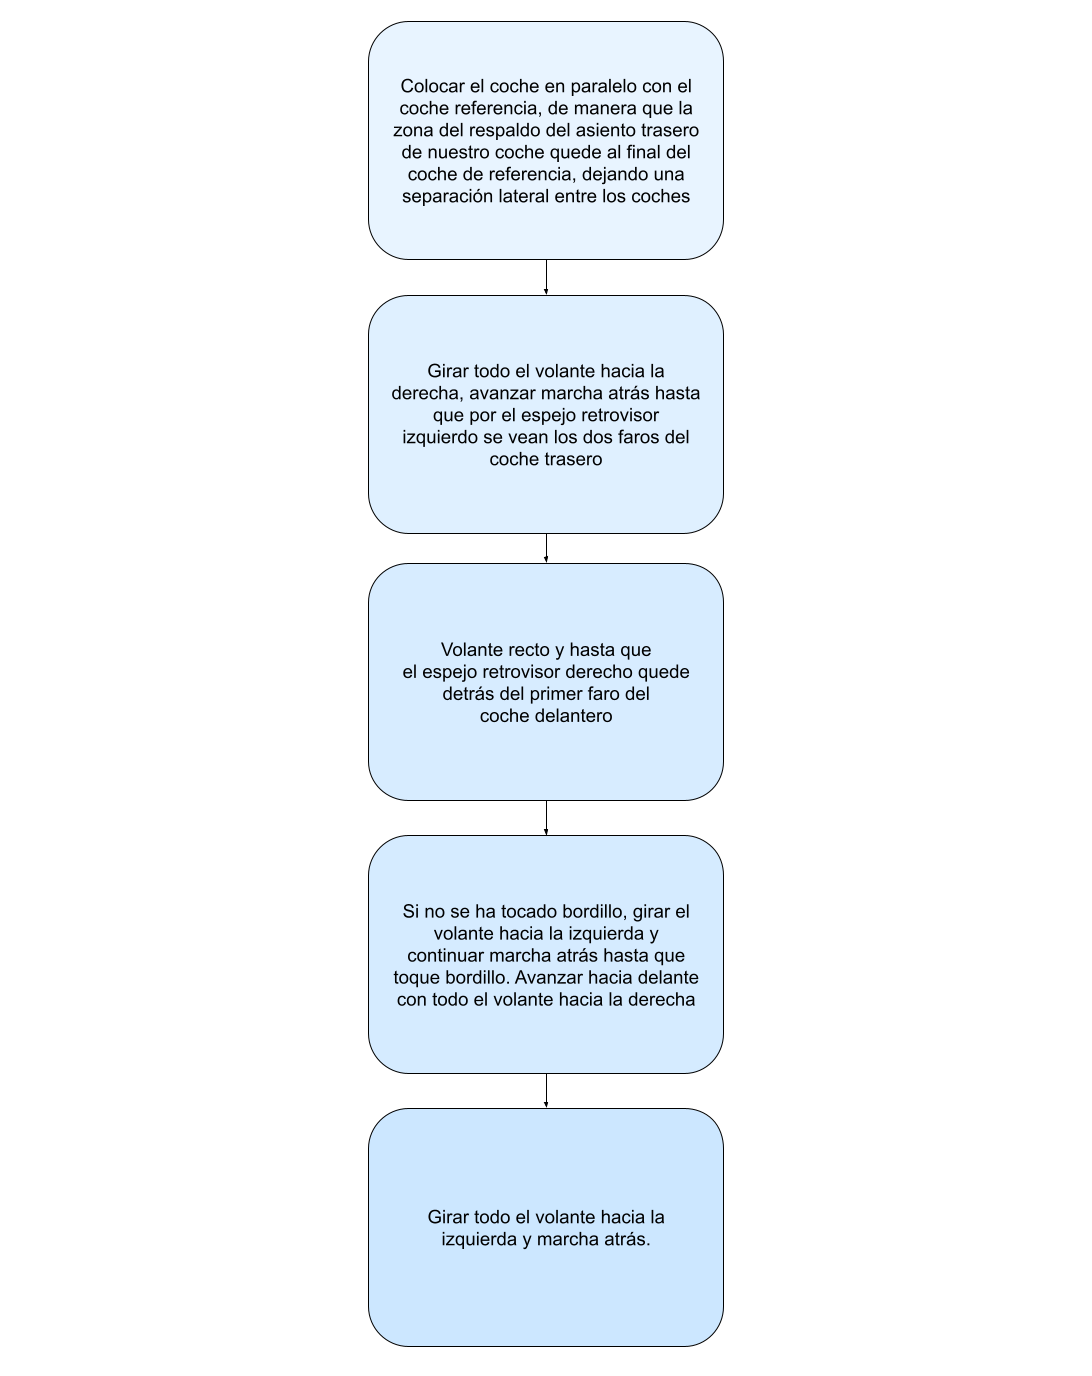 Colocar el coche en paralelo con el
coche referencia, de manera que la
zona del respaldo del asiento trasero
de nuestro coche quede al final del
coche de referencia, dejando una
separación lateral entre los coches
Girar todo el volante hacia la
derecha, avanzar marcha atrás hasta
que por el espejo retrovisor
izquierdo se vean los dos faros del
coche trasero
Volante recto y hasta que
el espejo retrovisor derecho quede
detrás del primer faro del
coche delantero
Si no se ha tocado bordillo, girar el
volante hacia la izquierda y
continuar marcha atrás hasta que
toque bordillo. Avanzar hacia delante
con todo el volante hacia la derecha
Girar todo el volante hacia la
izquierda y marcha atrás.